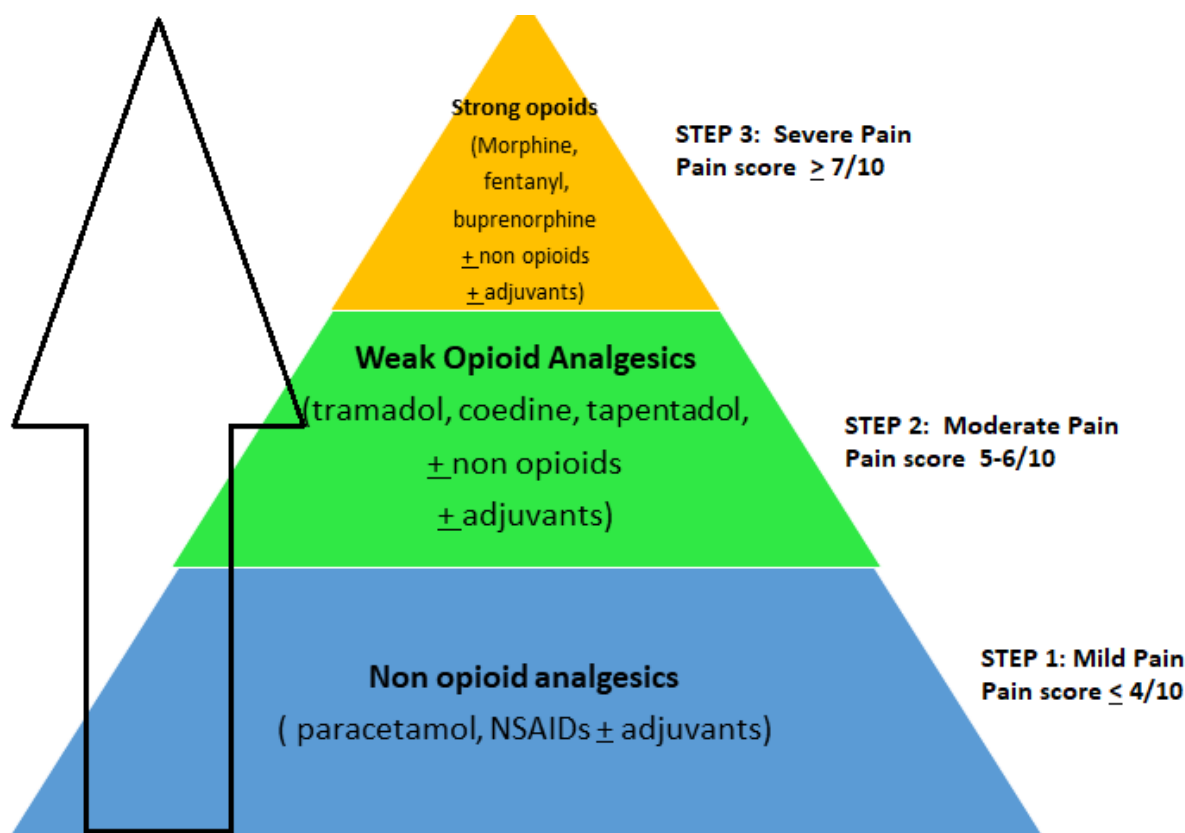 Strong opoids
(Morphine,
fentanyl,
buprenorphine
± non opioids
± adjuvants)
STEP 3:  Severe Pain
Pain score  ≥ 7/10
Weak Opioid Analgesics
(tramadol, coedine, tapentadol,
± non opioids
± adjuvants)
STEP 2:  Moderate Pain
Pain score  5-6/10
Non opioid analgesics
( paracetamol, NSAIDs ± adjuvants)
STEP 1: Mild Pain
Pain score ≤ 4/10